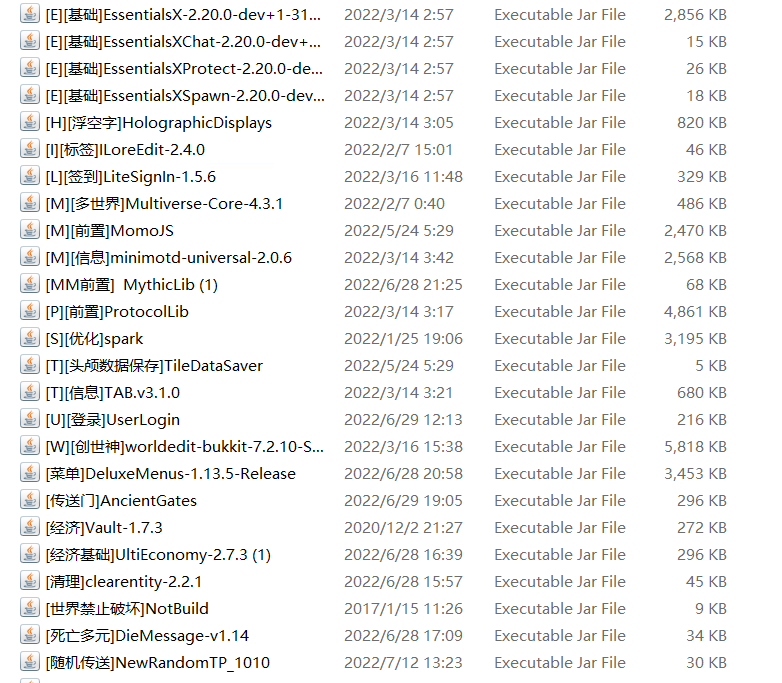 [E][基础]EssentialsX-2.20.0-dev+1-31... 2022/3/14 2:57 Executable Jar File 2,856 KB
[E][基础]EssentialsXChat-2.20.0-dev+... 2022/3/14 2:57 Executable Jar File 15 KB
[E][基础]EssentialsXProtect-2.20.0-de... 2022/3/14 2:57 Executable Jar File 26 KB
[E][基础]EssentialsXSpawn-2.20.0-dev... 2022/3/14 2:57 Executable Jar File 18 KB
[H][浮空字]HolographicDisplays 2022/3/14 3:05 Executable Jar File 820 KB
[I][标签]ILoreEdit-2.4.0 2022/2/7 15:01 Executable Jar File 46 KB
[L][签到]LiteSignIn-1.5.6 2022/3/16 11:48 Executable Jar File 329 KB
[M][多世界]Multiverse-Core-4.3.1 2022/2/7 0:40 Executable Jar File 486 KB
[M][前置]MomoJS 2022/5/24 5:29 Executable Jar File 2,470 KB
[M][信息]minimotd-universal-2.0.6 2022/3/14 3:42 Executable Jar File 2,568 KB
[MM前置] MythicLib (1) 2022/6/28 21:25 Executable Jar File 68 KB
[P][前置]ProtocolLib 2022/3/14 3:17 Executable Jar File 4,861 KB
[S][优化]spark 2022/1/25 19:06 Executable Jar File 3,195 KB
[T][头颅数据保存]TileDataSaver 2022/5/24 5:29 Executable Jar File 5 KB
[T][信息]TAB.v3.1.0 2022/3/14 3:21 Executable Jar File 680 KB
[U][登录]UserLogin 2022/6/29 12:13 Executable Jar File 216 KB
[W][创世神]worldedit-bukkit-7.2.10-S... 2022/3/16 15:38 Executable Jar File 5,818 KB
[菜单]DeluxeMenus-1.13.5-Release 2022/6/28 20:58 Executable Jar File 3,453 KB
[传送门]AncientGates 2022/6/29 19:05 Executable Jar File 296 KB
[经济]Vault-1.7.3 2020/12/2 21:27 Executable Jar File 272 KB
[经济基础]UltiEconomy-2.7.3 (1) 2022/6/28 16:39 Executable Jar File 296 KB
[清理]clearentity-2.2.1 2022/6/28 15:57 Executable Jar File 45 KB
[世界禁止破坏]NotBuild 2017/1/15 11:26 Executable Jar File 9 KB
[死亡多元]DieMessage-v1.14 2022/6/28 17:09 Executable Jar File 34 KB
[随机传送]NewRandomTP_1010 2022/7/12 13:23 Executable Jar File 30 KB